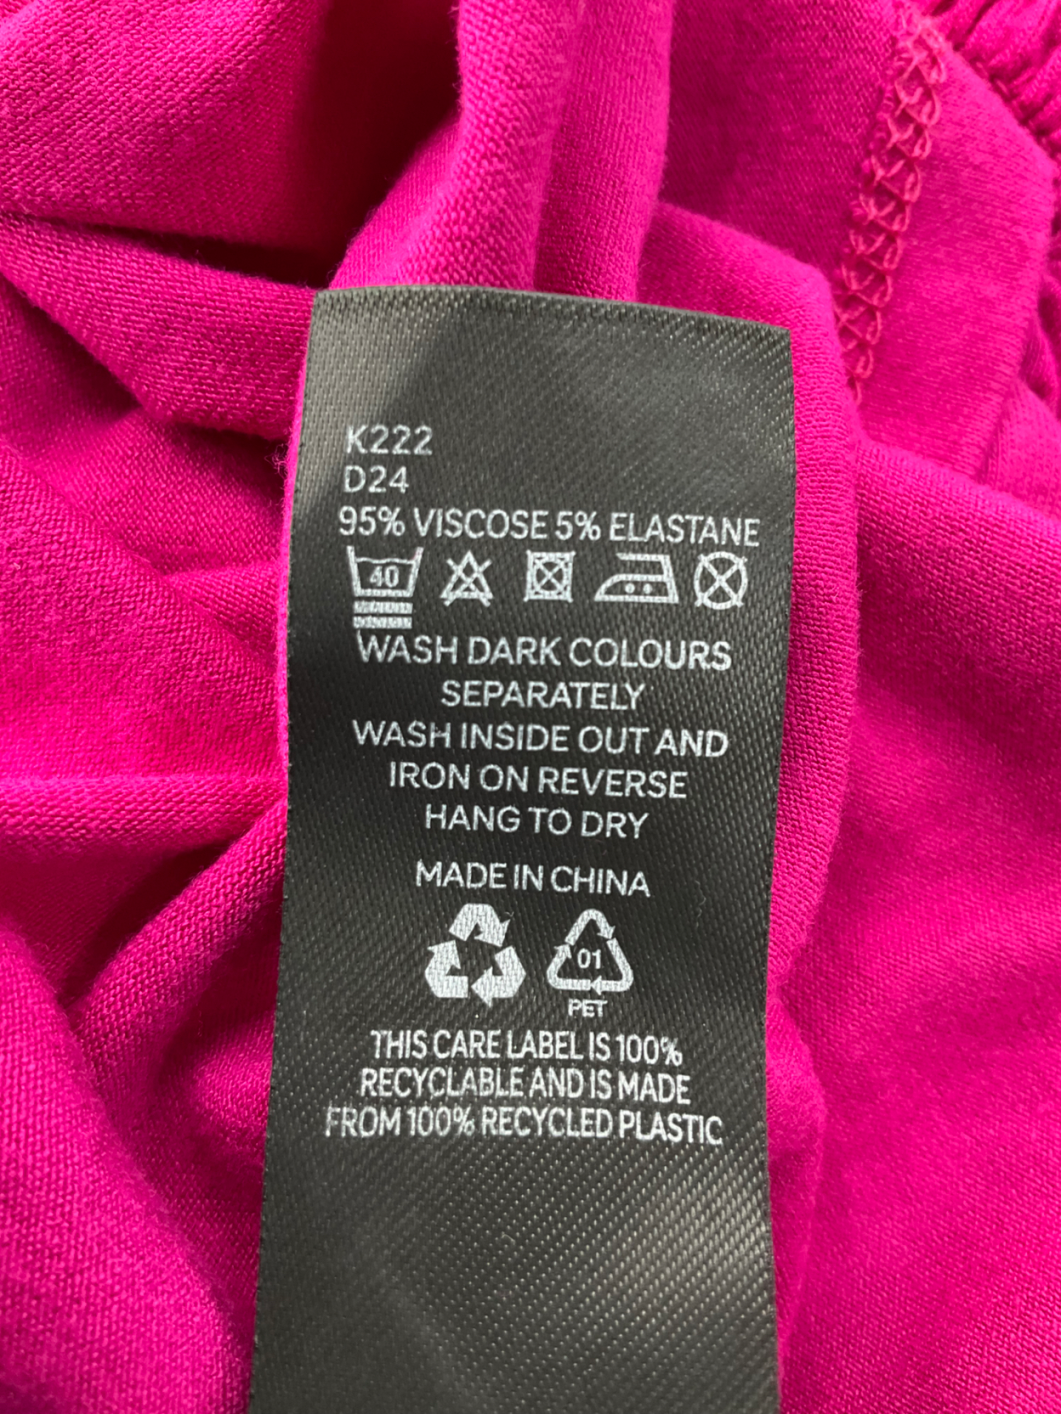 K222
D24
95% VISCOSE 5% ELASTANE
40
WASH DARK COLOURS
SEPARATELY
WASH INSIDE OUT AND
IRON ON REVERSE
HANG TO DRY
MADE IN CHINA
01
PET
THIS CARE LABEL IS 100%
RECYCLABLE AND IS MADE
FROM 100% RECYCLED PLASTIC